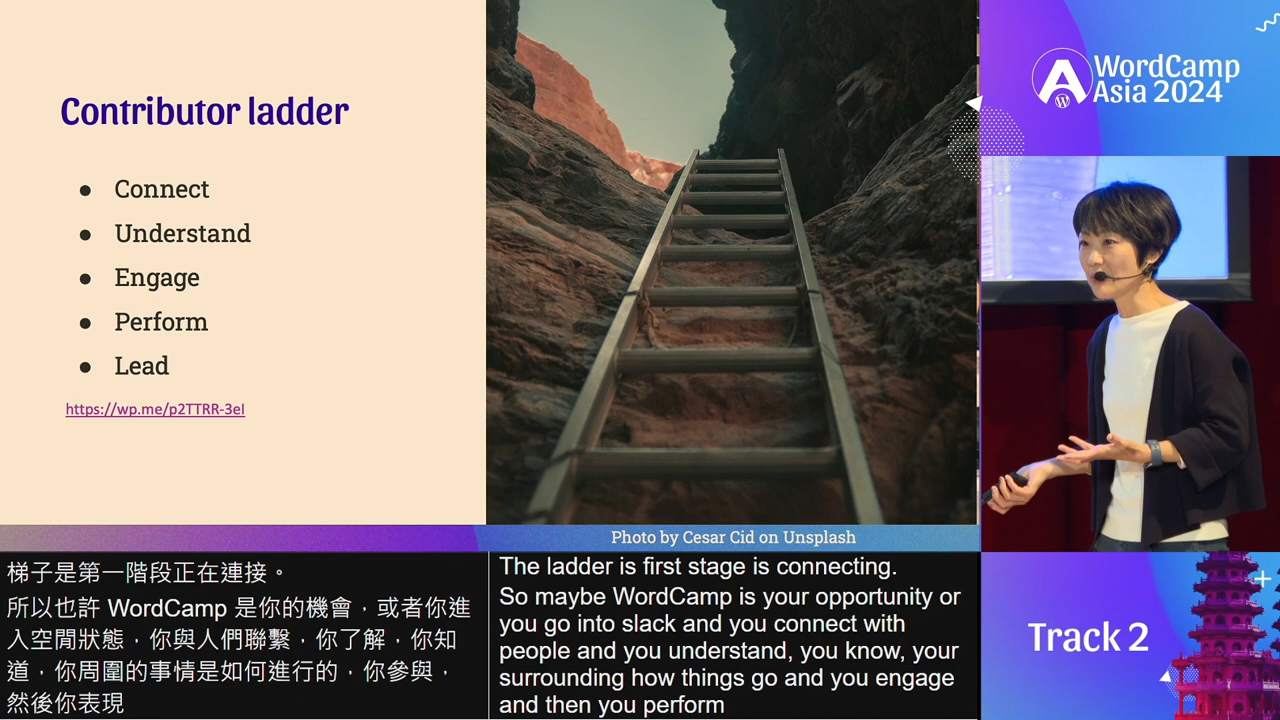 Contributor ladder
● Connect
● Understand
● Engage
● Perform
● Lead
https://wp.me/p2TTRR-3eI
Photo by Cesar Cid on Unsplash
WordCamp
Asia 2024
梯子是第一階段正在連接。
所以也許 WordCamp 是你的機會，或者你進
入空閒狀態，你與人們聯繫，你了解，你知
道，你周圍的事情是如何進行的，你參與，
然後你表現
The ladder is first stage is connecting.
So maybe WordCamp is your opportunity or
you go into slack and you connect with
people and you understand, you know, your
surrounding how things go and you engage
and then you perform
Track 2